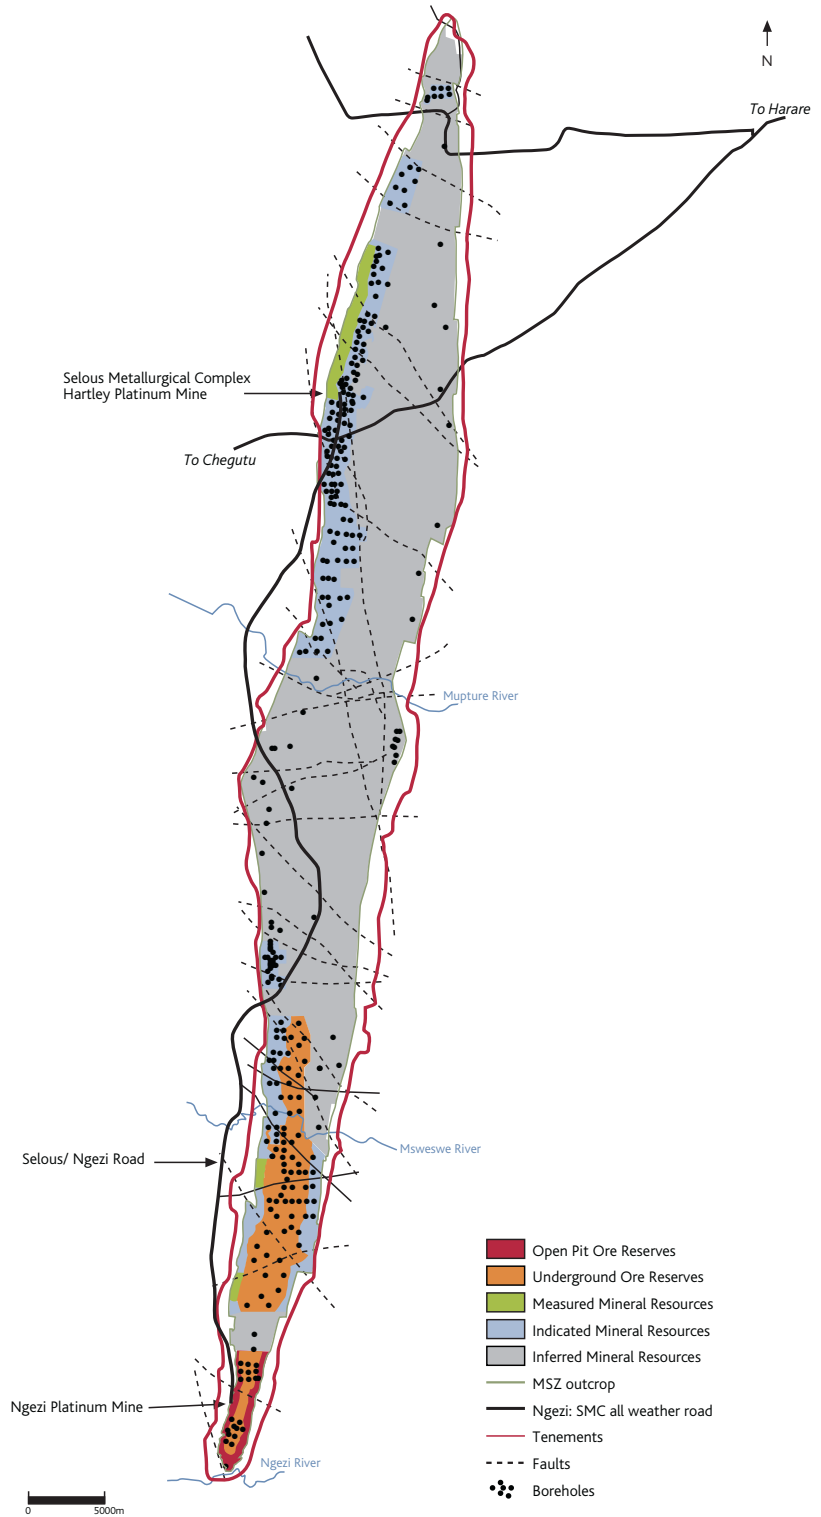 N
To Harare
Selous Metallurgical Complex
Hartley Platinum Mine
To Chegutu
Mupture River
Msweswe River
Selous/ Ngezi Road
Open Pit Ore Reserves
Underground Ore Reserves
Measured Mineral Resources
Indicated Mineral Resources
Inferred Mineral Resources
MSZ outcrop
Ngezi Platinum Mine
Ngezi: SMC all weather road
Tenements
Ngezi River
Faults
Boreholes
0 5000m